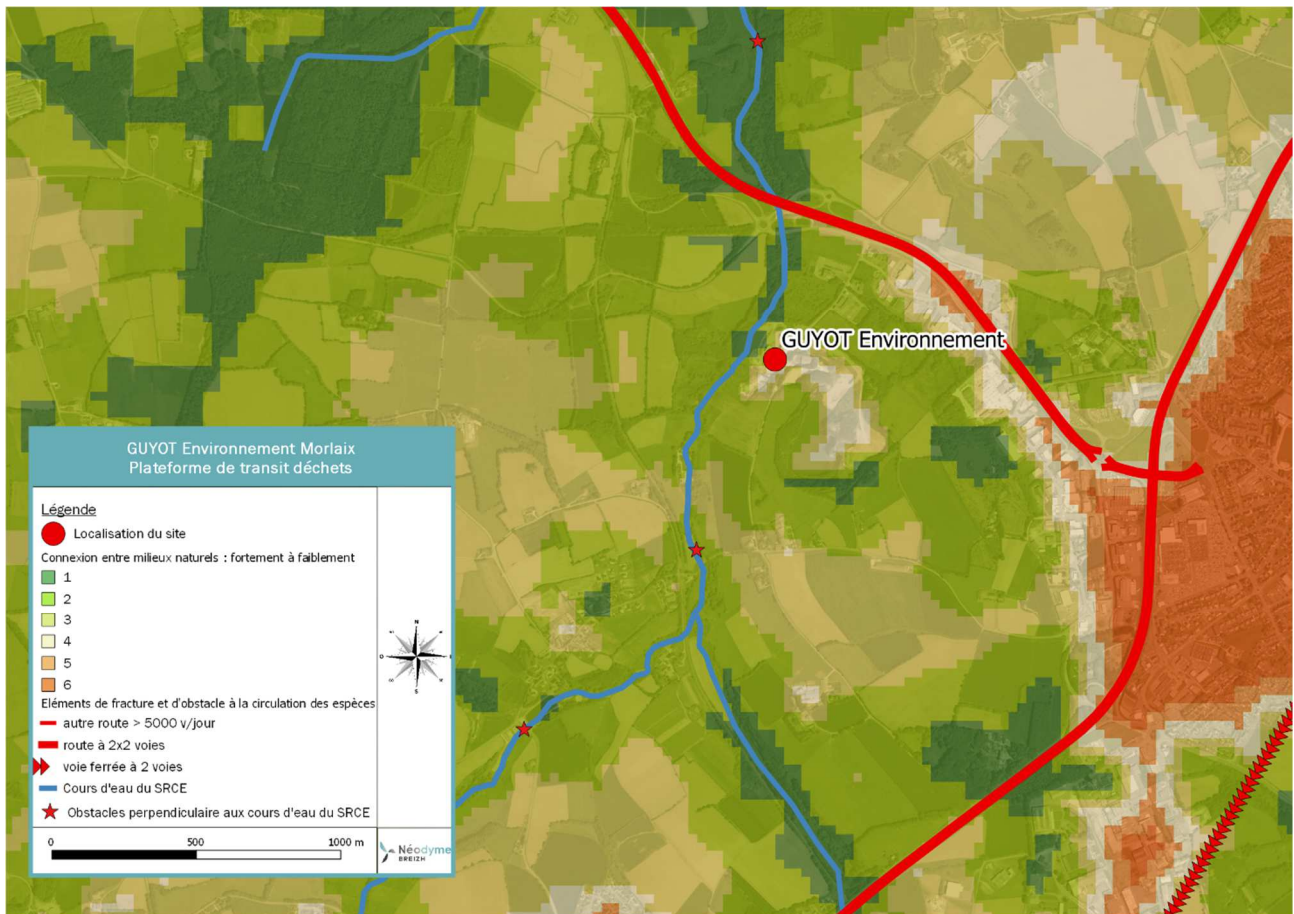 GUYOT Environnement
GUYOT Environnement Morlaix
Plateforme de transit déchets
Légende
Localisation du site
Connexion entre milieux naturels : fortement à faiblement
1
2
3
4
5
6
Eléments de fracture et d'obstacle à la circulation des espèces
autre route > 5000 v/jour
route à 2x2 voies
voie ferrée à 2 voies
Cours d'eau du SRCE
Obstacles perpendiculaire aux cours d'eau du SRCE
N
O
S
0 500 1000 m
Néodyme
BREIZH